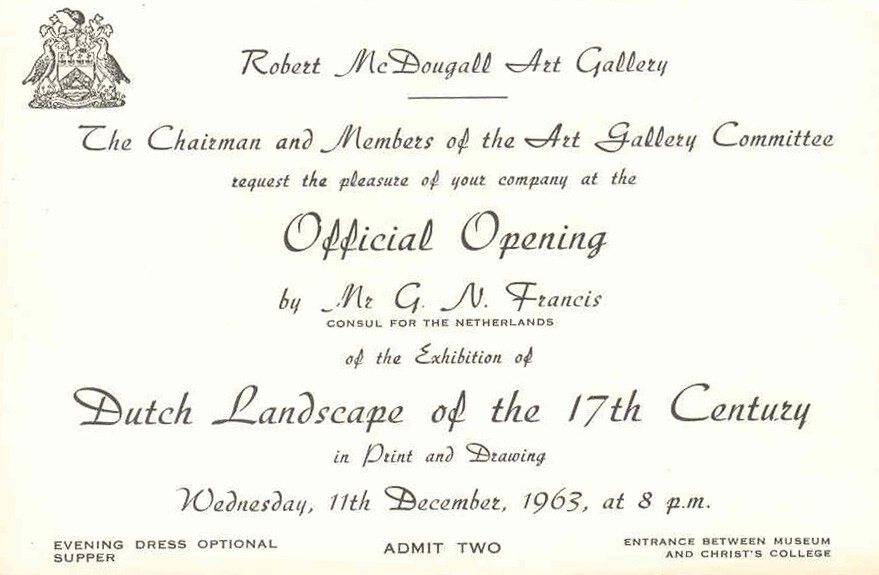 Robert McDougall Art Gallery
The Chairman and Members of the Art Gallery Committee
request the pleasure of your company at the
Official Opening
by Mr G. N. Francis
CONSUL FOR THE NETHERLANDS
of the Exhibition of
Dutch Landscape of the 17th Century
in Print and Drawing
Wednesday, 11th December, 1963, at 8 p.m.
EVENING DRESS OPTIONAL
SUPPER
ADMIT TWO
ENTRANCE BETWEEN MUSEUM
AND CHRIST'S COLLEGE